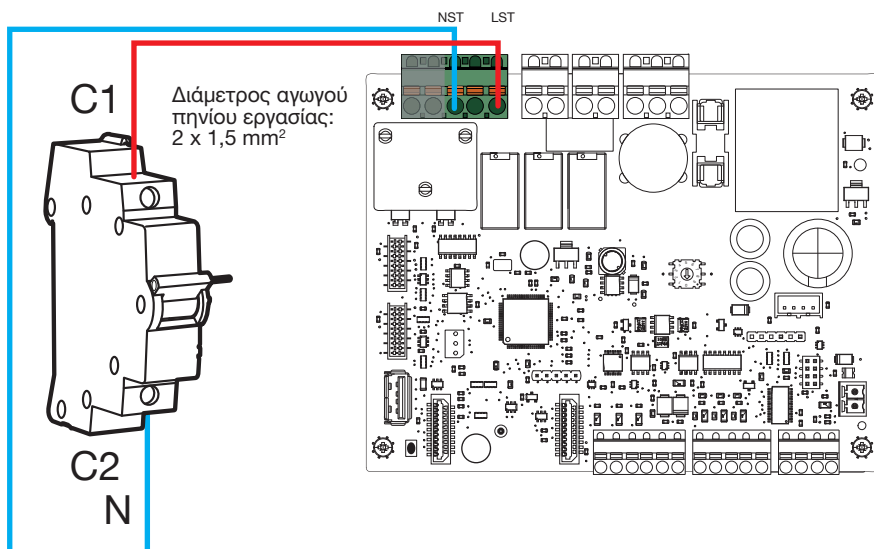 NST LST
C1
Διάμετρος αγωγού
πηνίου εργασίας:
2 x 1,5 mm²
C2
N